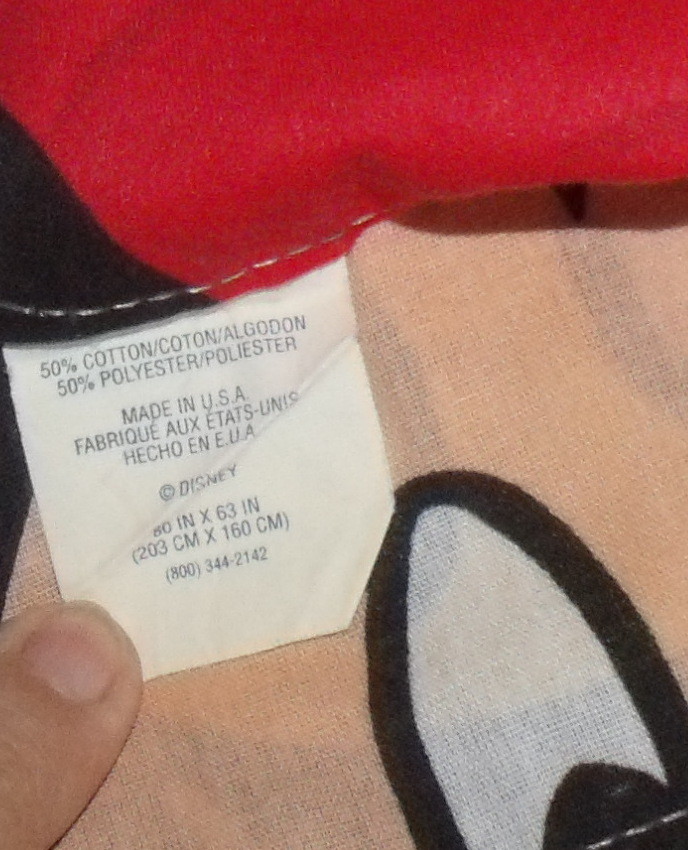 50% COTTON/COTON/ALGODON
50% POLYESTER/POLIESTER
MADE IN U.S.A.
FABRIQUÉ AUX ÉTATS-UNIS
HECHO EN E.U.A
© DISNEY
80 IN X 63 IN
(203 CM X 160 CM)
(800) 344-2142